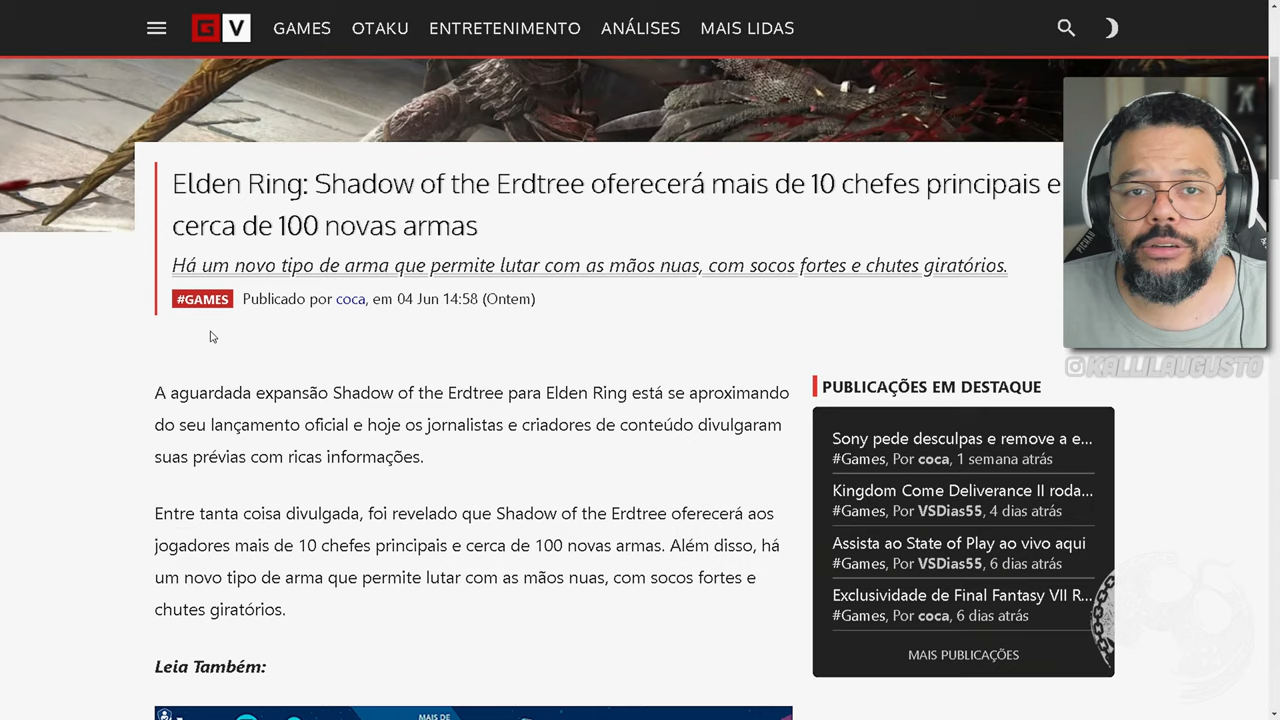 G V GAMES OTAKU ENTRETENIMENTO ANÁLISES MAIS LIDAS
Elden Ring: Shadow of the Erdtree oferecerá mais de 10 chefes principais e
cerca de 100 novas armas
Há um novo tipo de arma que permite lutar com as mãos nuas, com socos fortes e chutes giratórios.
#GAMES Publicado por coca, em 04 Jun 14:58 (Ontem)
PICHAU
@KALLILAUGUSTO
A aguardada expansão Shadow of the Erdtree para Elden Ring está se aproximando
do seu lançamento oficial e hoje os jornalistas e criadores de conteúdo divulgaram
suas prévias com ricas informações.
Entre tanta coisa divulgada, foi revelado que Shadow of the Erdtree oferecerá aos
jogadores mais de 10 chefes principais e cerca de 100 novas armas. Além disso, há
um novo tipo de arma que permite lutar com as mãos nuas, com socos fortes e
chutes giratórios.
Leia Também:
MAIS DE
PUBLICAÇÕES EM DESTAQUE
Sony pede desculpas e remove a e...
#Games, Por coca, 1 semana atrás
Kingdom Come Deliverance II roda...
#Games, Por VSDias55, 4 dias atrás
Assista ao State of Play ao vivo aqui
#Games, Por VSDias55, 6 dias atrás
Exclusividade de Final Fantasy VII R...
#Games, Por coca, 6 dias atrás
MAIS PUBLICAÇÕES